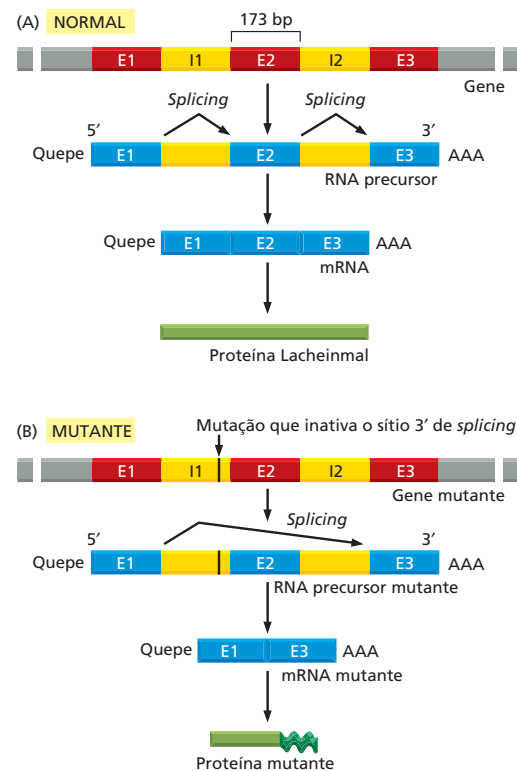 (A) NORMAL
173 bp
E1 I1 E2 I2 E3
Gene
Splicing Splicing
5′ 3′
Quepe E1 E2 E3 AAA
RNA precursor
Quepe E1 E2 E3 AAA
mRNA
Proteína Lacheinmal
(B) MUTANTE
Mutação que inativa o sítio 3′ de splicing
E1 I1 E2 I2 E3
Gene mutante
Splicing
5′ 3′
Quepe E1 E2 E3 AAA
RNA precursor mutante
Quepe E1 E3 AAA
mRNA mutante
Proteína mutante